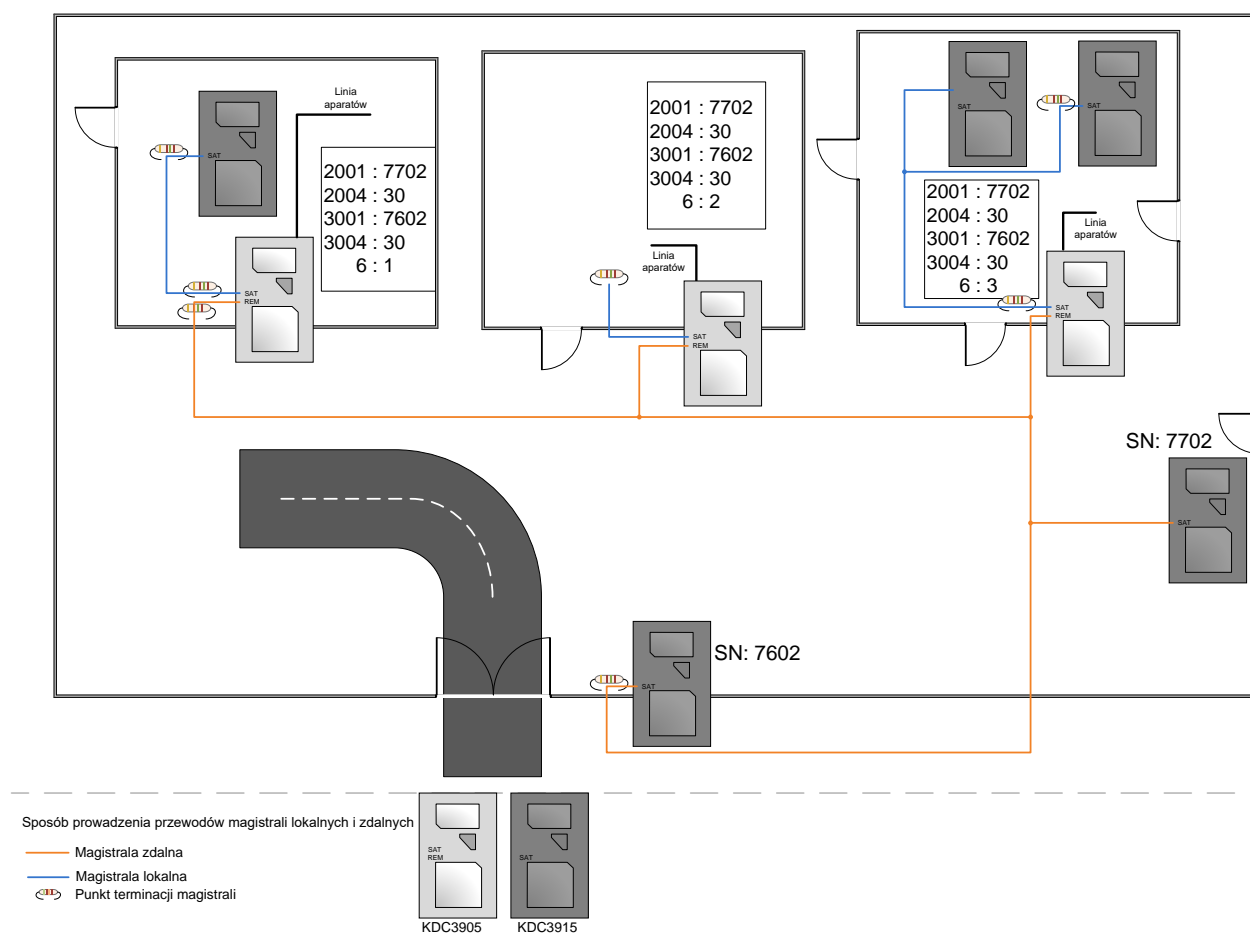 Linia
aparatów
SAT
2001 : 7702
2004 : 30
3001 : 7602
3004 : 30
6 : 1
SAT
REM
2001 : 7702
2004 : 30
3001 : 7602
3004 : 30
6 : 2
Linia
aparatów
SAT
REM
SAT
SAT
2001 : 7702
2004 : 30
3001 : 7602
3004 : 30
6 : 3
Linia
aparatów
SAT
REM
SN: 7702
SAT
SN: 7602
SAT
Sposób prowadzenia przewodów magistrali lokalnych i zdalnych
Magistrala zdalna
Magistrala lokalna
Punkt terminacji magistrali
SAT
REM
KDC3905
SAT
KDC3915